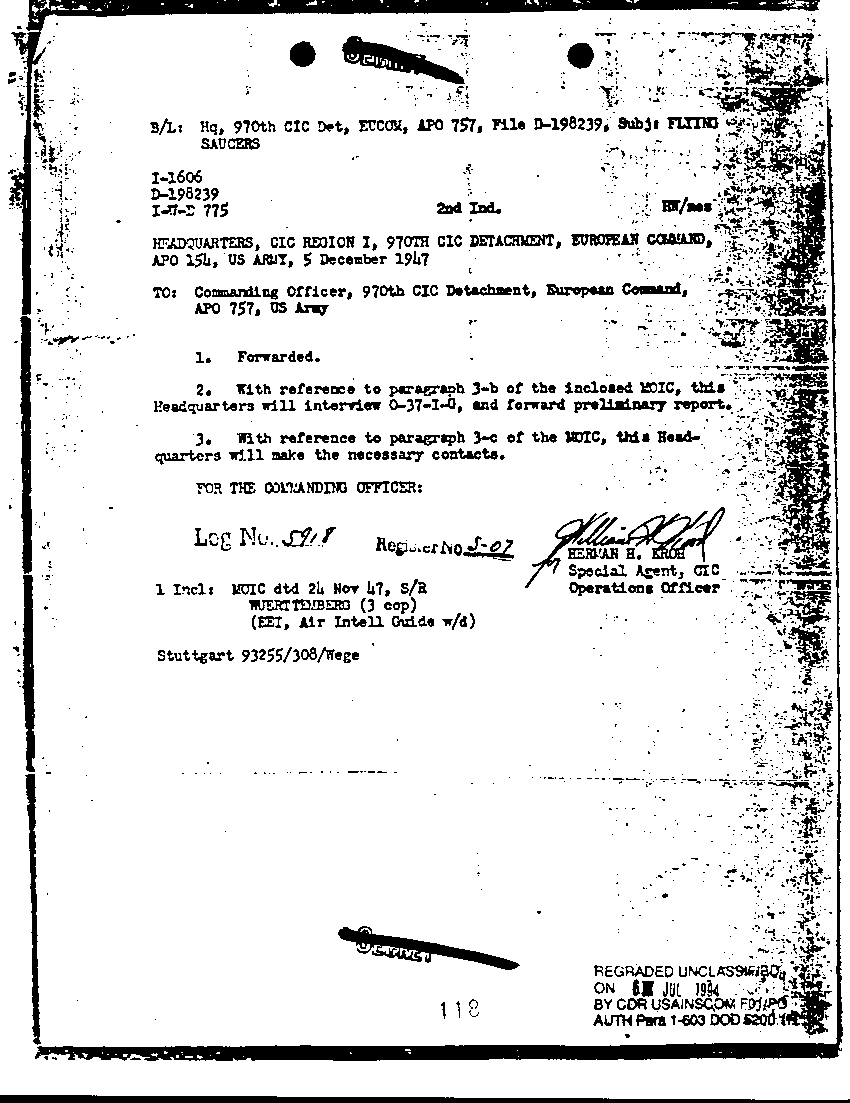 SECRET
B/L: Hq, 970th CIC Det, EUCOM, APO 757, File D-198239, Subj: FLYING
SAUCERS
I-1606
D-198239
775
2nd Ind.
HEADQUARTERS, CIC REGION I, 970TH CIC DETACHMENT, EUROPEAN COMMAND,
APO 154, US ARMY, 5 December 1947
TO: Commanding Officer, 970th CIC Detachment, European Command,
APO 757, US Army
1. Forwarded.
2. With reference to paragraph 3-b of the inclosed MOIC, this
Headquarters will interview O-37-I-O, and forward preliminary report.
3. With reference to paragraph 3-c of the MOIC, this Head-
quarters will make the necessary contacts.
FOR THE COMMANDING OFFICER:
Log No. 5918 Register No S-07
HERMAN H. KROH
for Special Agent, CIC
Operations Officer
1 Incl: MOIC dtd 24 Nov 47, S/R
WUERTTEMBERG (3 cop)
(EEI, Air Intell Guide w/d)
Stuttgart 93255/308/Wege
SECRET
118
REGRADED UNCLASSIFIED
ON JUL 1994
BY CDR USAINSCOM FOI/PO
AUTH Para 1-603 DOD 5200.1R